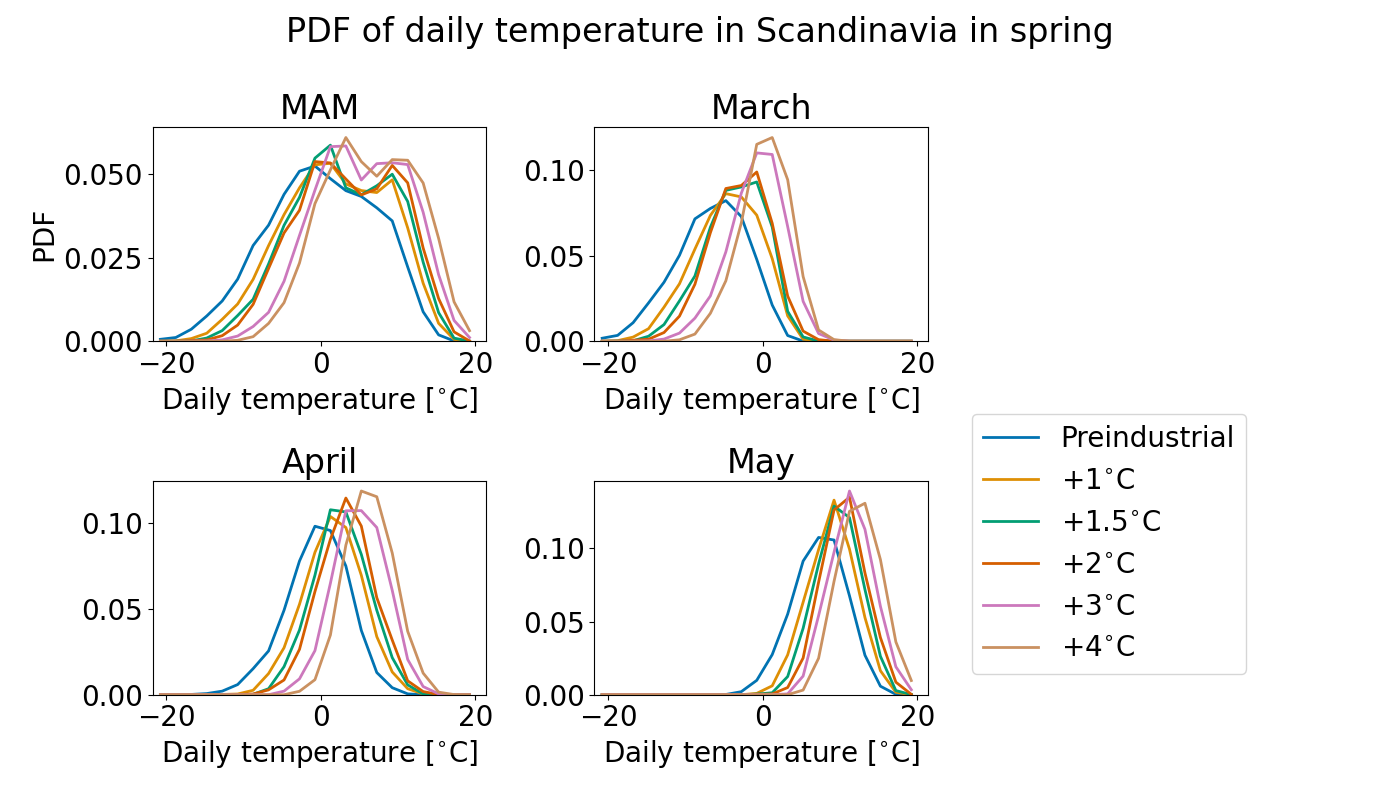 PDF of daily temperature in Scandinavia in spring
MAM
PDF
0.050
0.025
0.000
−20 0 20
Daily temperature [°C]
March
0.10
0.05
0.00
−20 0 20
Daily temperature [°C]
April
0.10
0.05
0.00
−20 0 20
Daily temperature [°C]
May
0.10
0.05
0.00
−20 0 20
Daily temperature [°C]
Preindustrial
+1°C
+1.5°C
+2°C
+3°C
+4°C